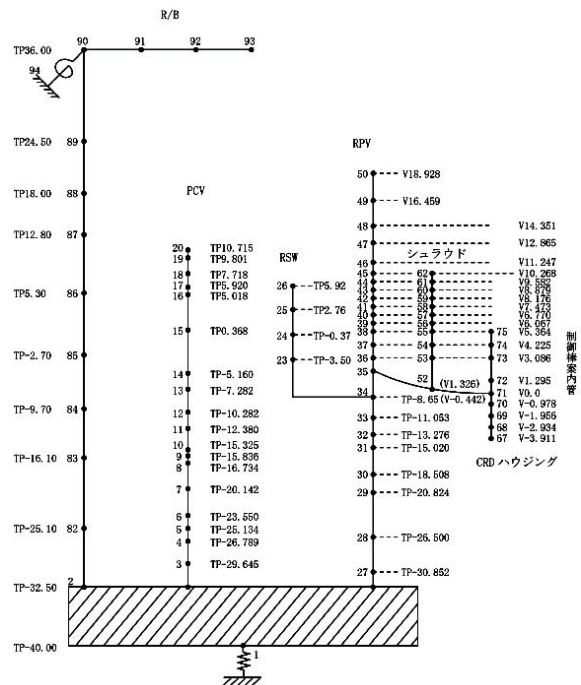 R/B
90 91 92 93
TP36.00
94
TP24.50 89
TP18.00 88
TP12.80 87
TP5.30 86
TP-2.70 85
TP-9.70 84
TP-16.10 83
TP-25.10 82
TP-32.50 2
TP-40.00 1
PCV
20 TP10.715
19 TP9.801
18 TP7.718
17 TP5.920
16 TP5.018
15 TP0.368
14 TP-5.160
13 TP-7.282
12 TP-10.282
11 TP-12.380
10 TP-15.325
9 TP-15.836
8 TP-16.734
7 TP-20.142
6 TP-23.550
5 TP-25.134
4 TP-26.789
3 TP-29.645
RSW
26 TP5.92
25 TP2.76
24 TP-0.37
23 TP-3.50
RPV
50 V18.928
49 V16.459
48 V14.351
47 V12.865
46 V11.247
シュラウド
45 62 V10.268
44 61 V9.582
43 60 V8.879
42 59 V8.176
41 58 V7.473
40 57 V6.770
39 56 V6.067
38 55 75 V5.364
37 54 74 V4.225
36 53 73 V3.086
35 52 (V1.326) 72 V1.295
71 V0.0
34 TP-8.65(V-0.442) 70 V-0.978
33 TP-11.053 69 V-1.956
32 TP-13.276 68 V-2.934
31 TP-15.020 67 V-3.911
制御棒案内管
CRDハウジング
30 TP-18.508
29 TP-20.824
28 TP-26.500
27 TP-30.852